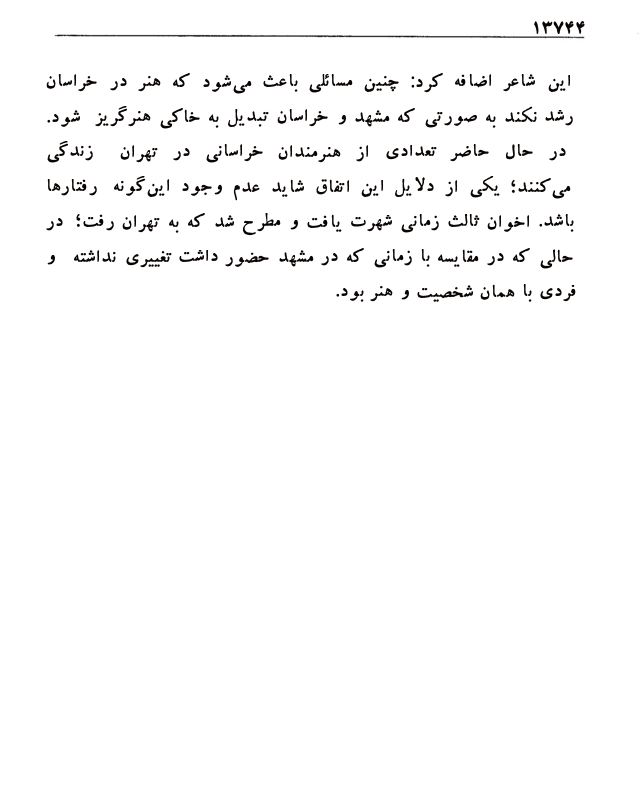 ۱۳۷۴۴
این شاعر اضافه کرد: چنین مسائلی باعث می‌شود که هنر در خراسان
رشد نکند به صورتی که مشهد و خراسان تبدیل به خاکی هنرگریز شود.
در حال حاضر تعدادی از هنرمندان خراسانی در تهران زندگی
می‌کنند؛ یکی از دلایل این اتفاق شاید عدم وجود این‌گونه رفتارها
باشد. اخوان ثالث زمانی شهرت یافت و مطرح شد که به تهران رفت؛ در
حالی که در مقایسه با زمانی که در مشهد حضور داشت تغییری نداشته و
فردی با همان شخصیت و هنر بود.